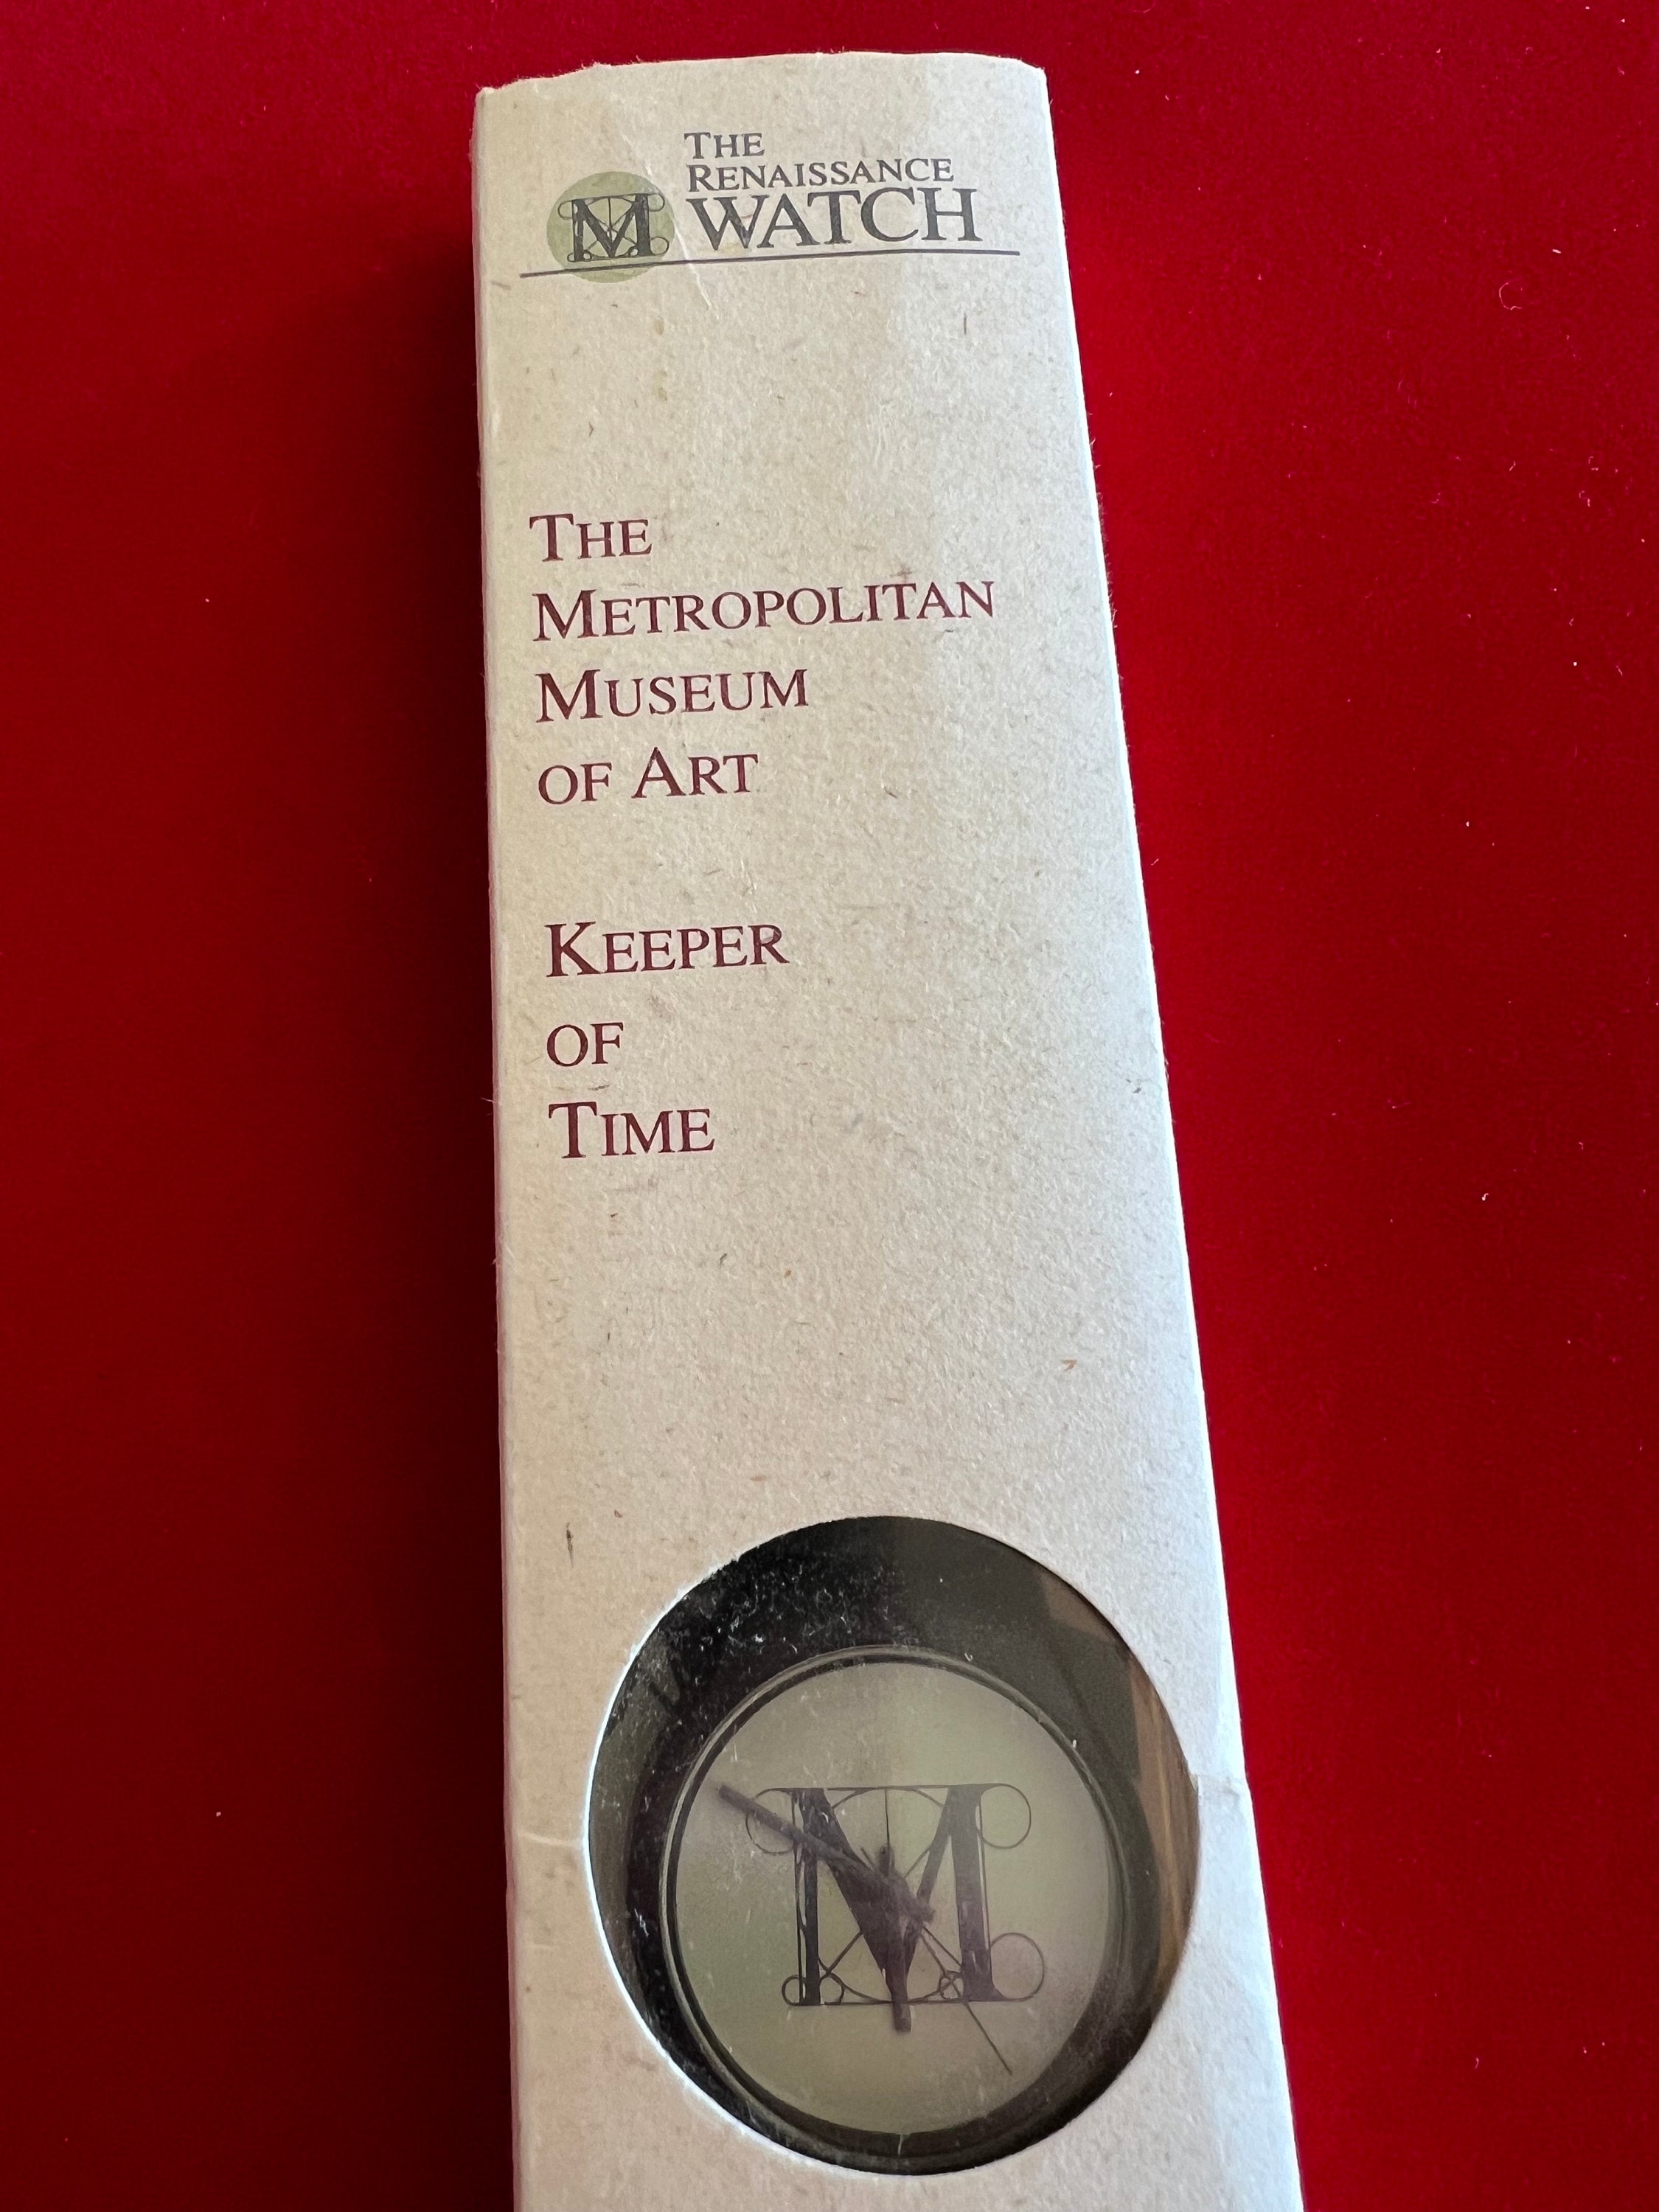 THE
RENAISSANCE
M WATCH
THE
METROPOLITAN
MUSEUM
OF ART
KEEPER
OF
TIME
M